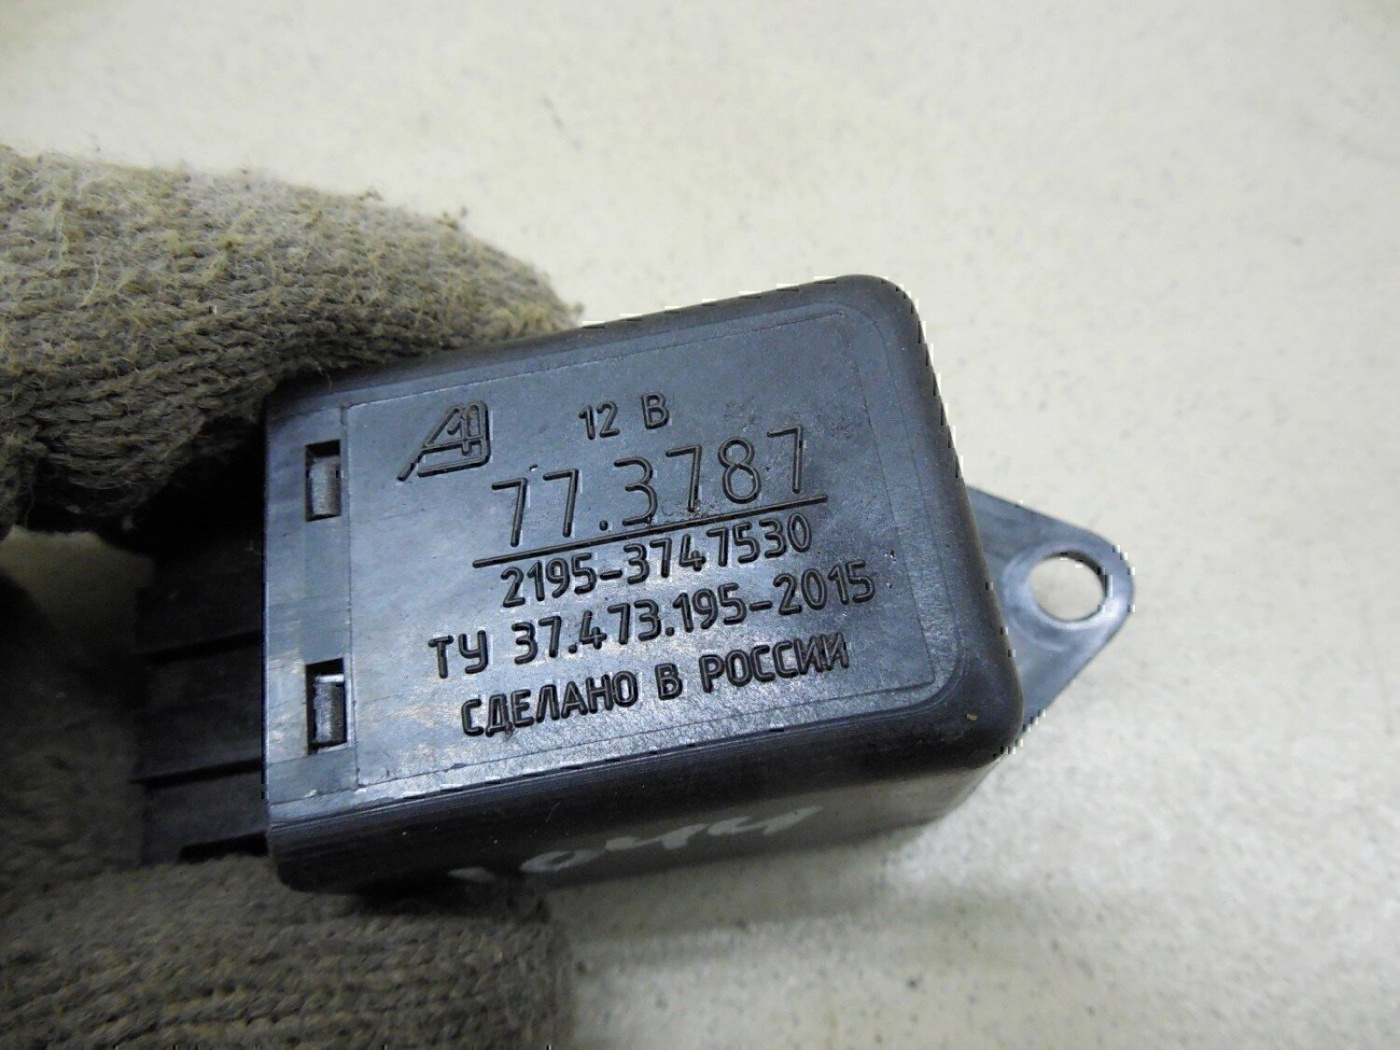 12 В
77.3787
2195-3747530
ТУ 37.473.195-2015
СДЕЛАНО В РОССИИ